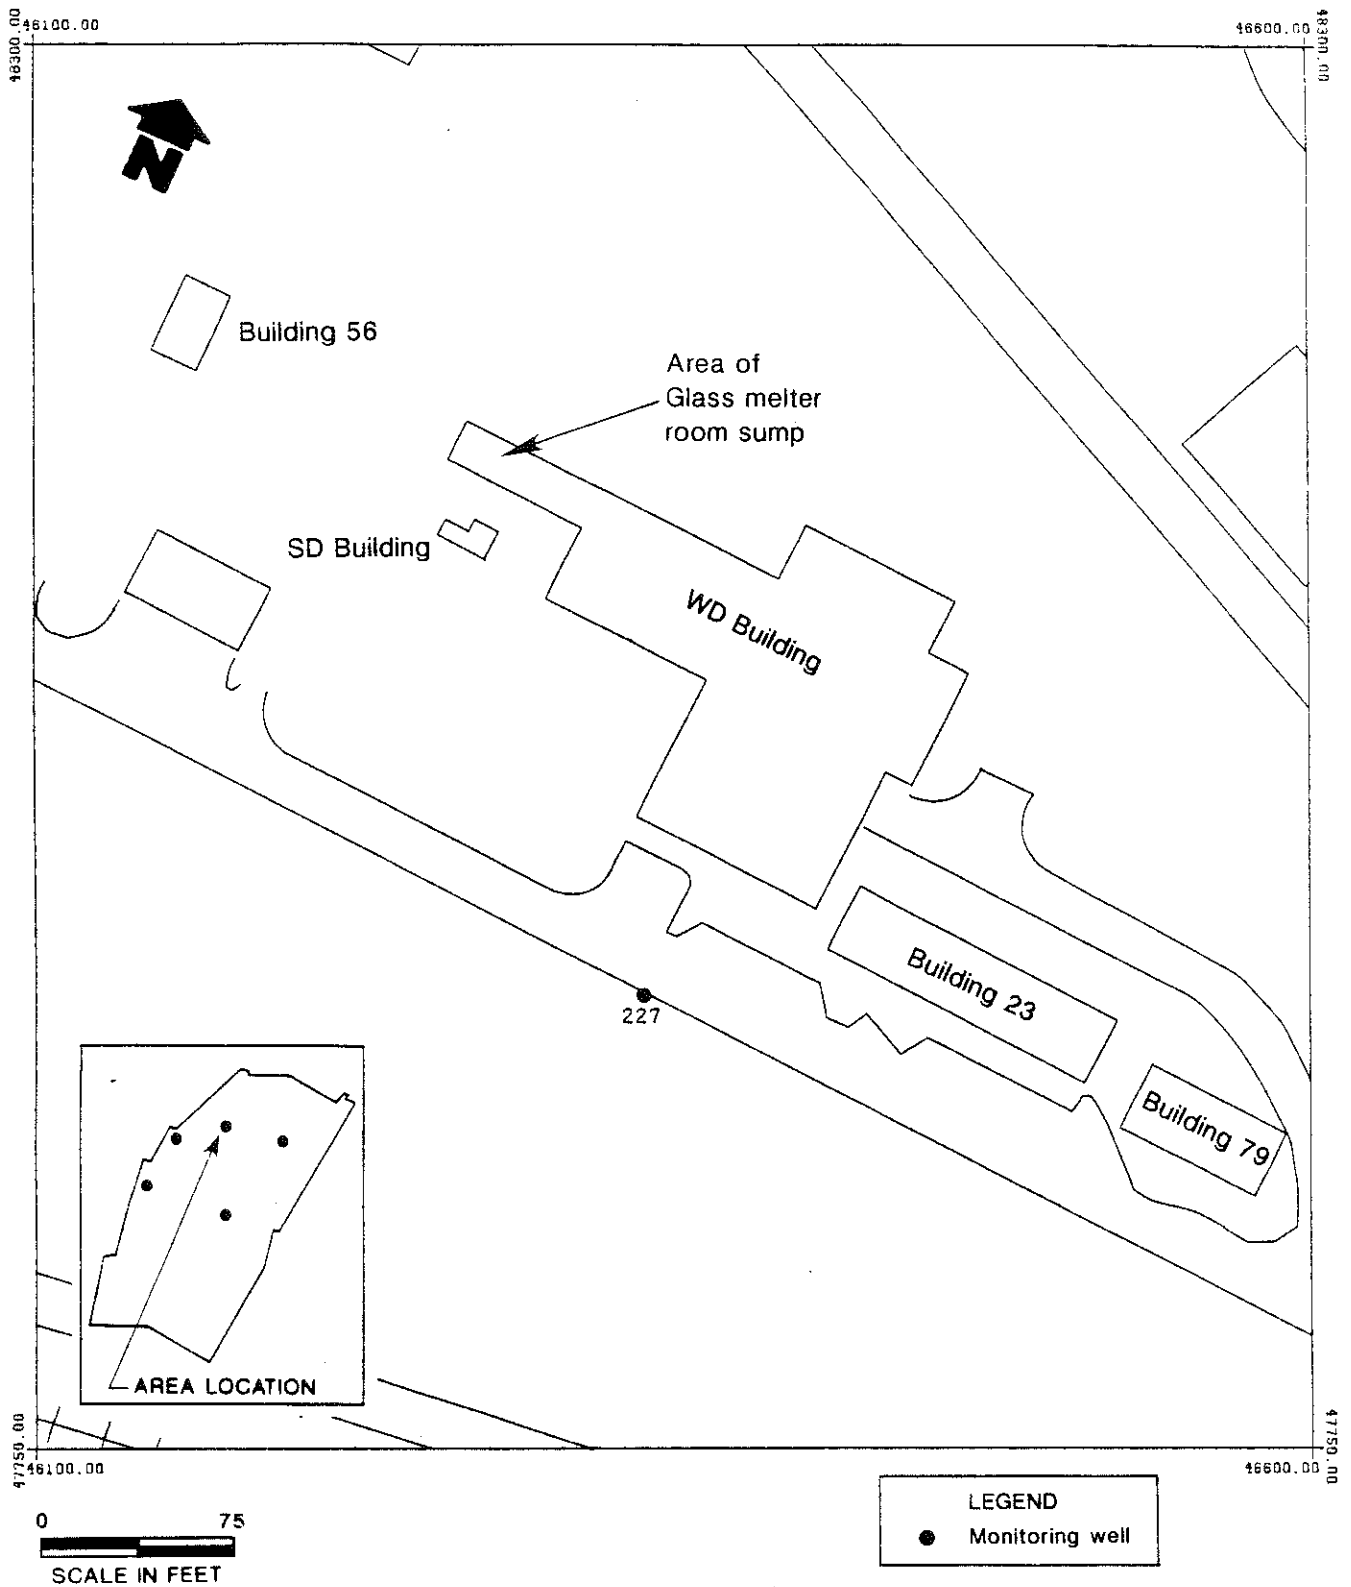 46100.00
46600.00
48300.00
48300.00
N
Building 56
Area of
Glass melter
room sump
SD Building
WD Building
Building 23
227
Building 79
AREA LOCATION
47750.00
47750.00
46100.00
46600.00
0 75
SCALE IN FEET
LEGEND
Monitoring well